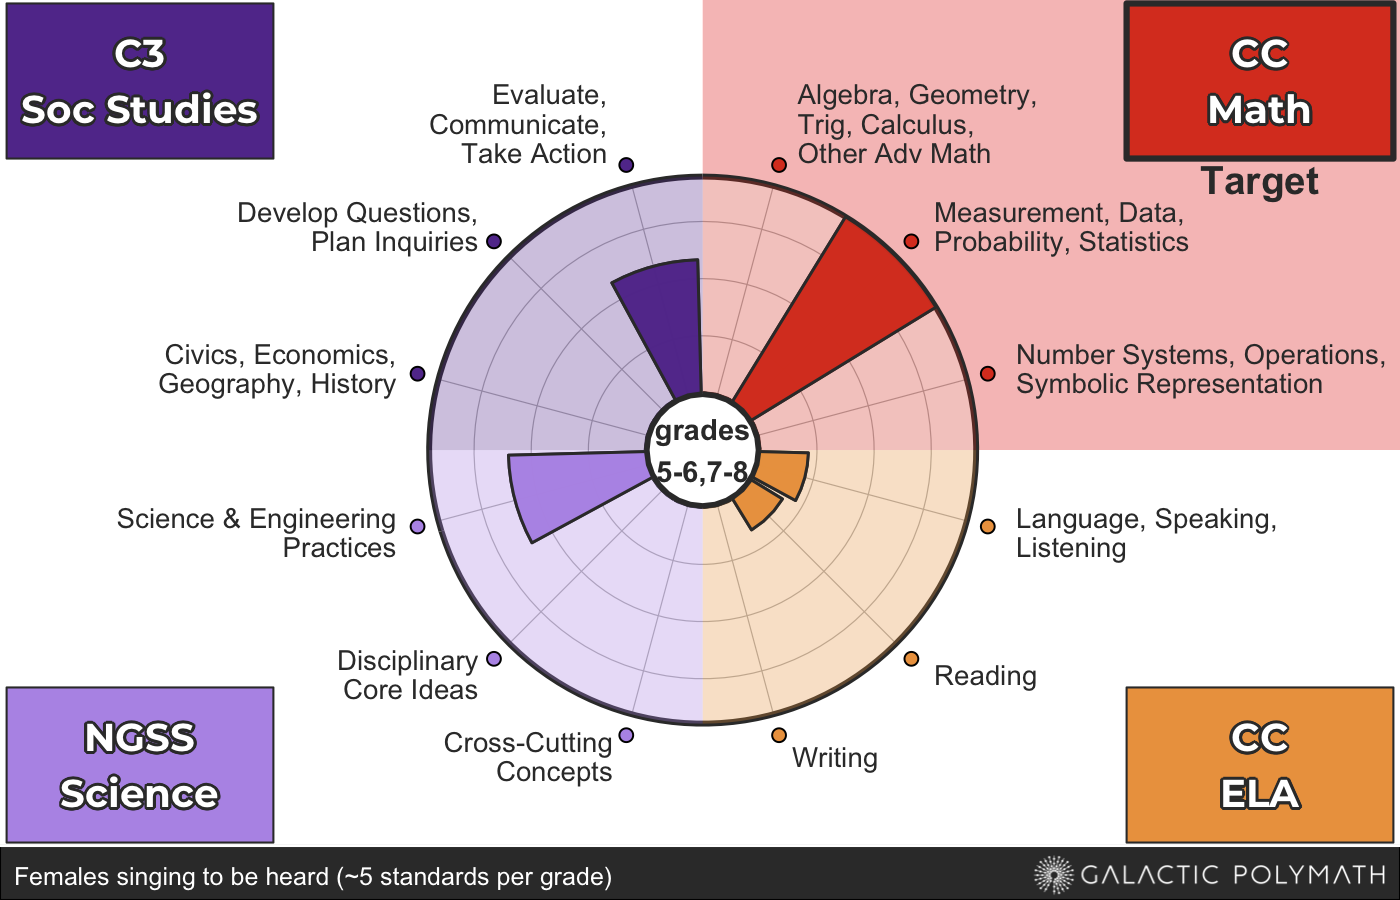 C3
Soc Studies
CC
Math
Target
Evaluate,
Communicate,
Take Action
Algebra, Geometry,
Trig, Calculus,
Other Adv Math
Develop Questions,
Plan Inquiries
Measurement, Data,
Probability, Statistics
Civics, Economics,
Geography, History
Number Systems, Operations,
Symbolic Representation
grades
5-6,7-8
Science & Engineering
Practices
Language, Speaking,
Listening
Disciplinary
Core Ideas
Reading
Cross-Cutting
Concepts
Writing
NGSS
Science
CC
ELA
Females singing to be heard (~5 standards per grade)
GALACTIC POLYMATH